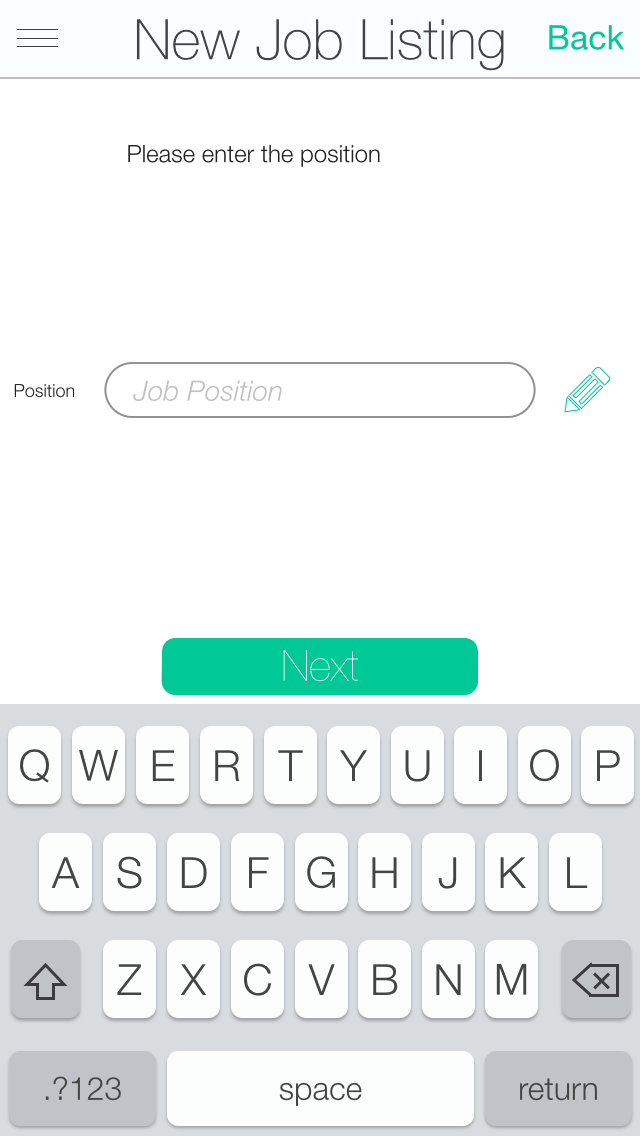 New Job Listing Back
Please enter the position
Position Job Position
Next
Q W E R T Y U I O P
A S D F G H J K L
Z X C V B N M
.?123 space return